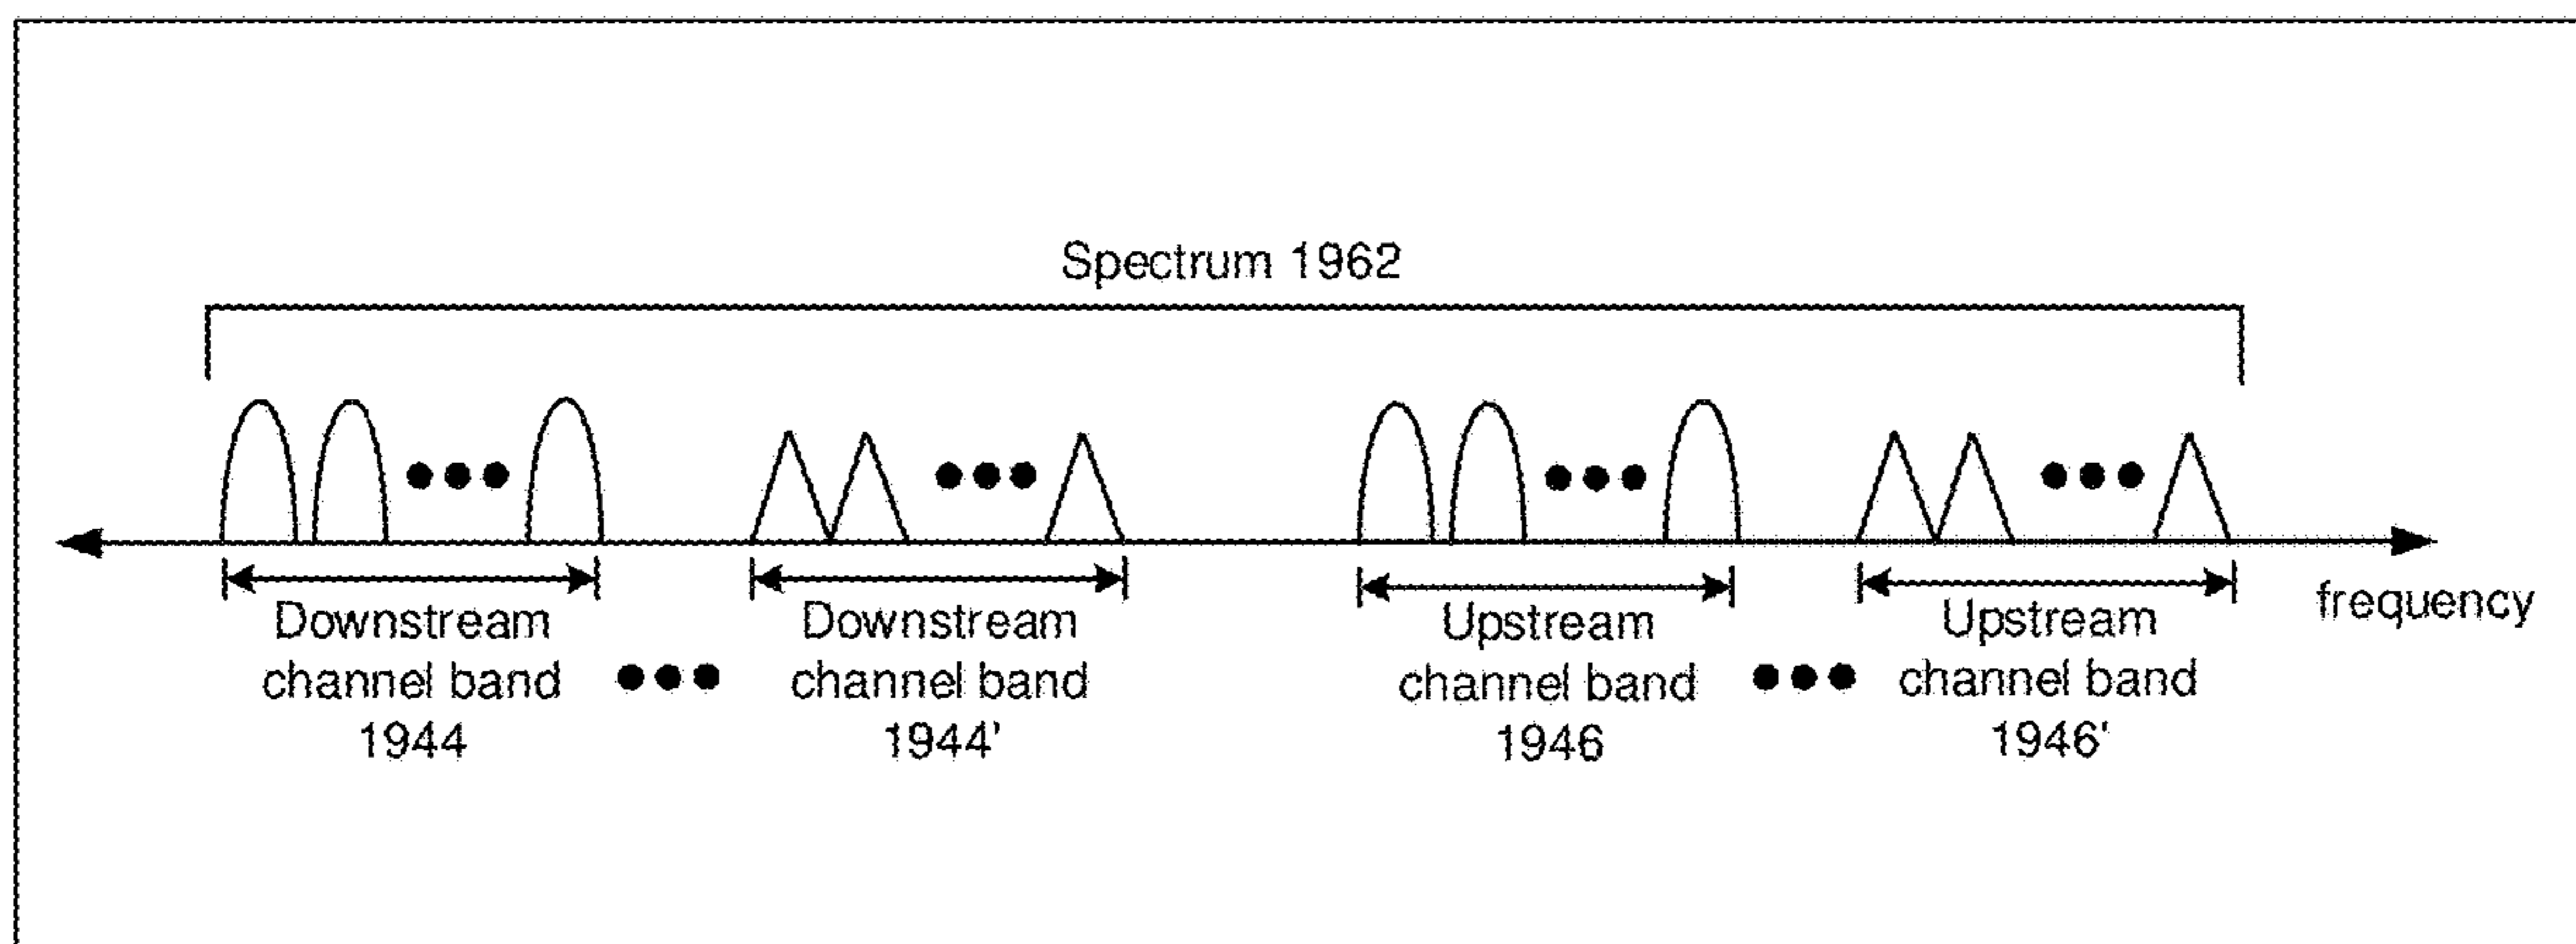 Spectrum 1962
Downstream
channel band
1944
Downstream
channel band
1944'
Upstream
channel band
1946
Upstream
channel band
1946'
frequency